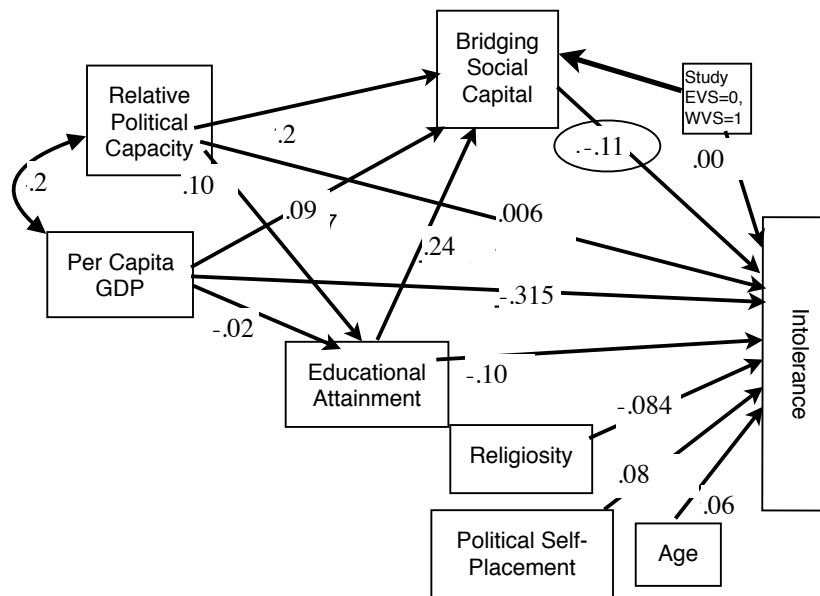 Bridging
Social
Capital
Study
EVS=0,
WVS=1
Relative
Political
Capacity
.2
.-.11
.00
.2
.10
.09
.006
.24
Per Capita
GDP
-.315
-.02
Intolerance
Educational
Attainment
-.10
-.084
Religiosity
.08
.06
Political Self-
Placement
Age